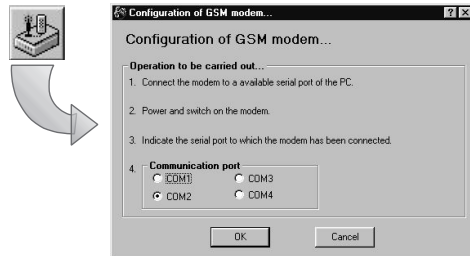 Configuration of GSM modem...
Configuration of GSM modem...
Operation to be carried out...
1. Connect the modem to a available serial port of the PC.
2. Power and switch on the modem.
3. Indicate the serial port to which the modem has been connected.
4. Communication port
COM1 COM3
COM2 COM4
OK Cancel